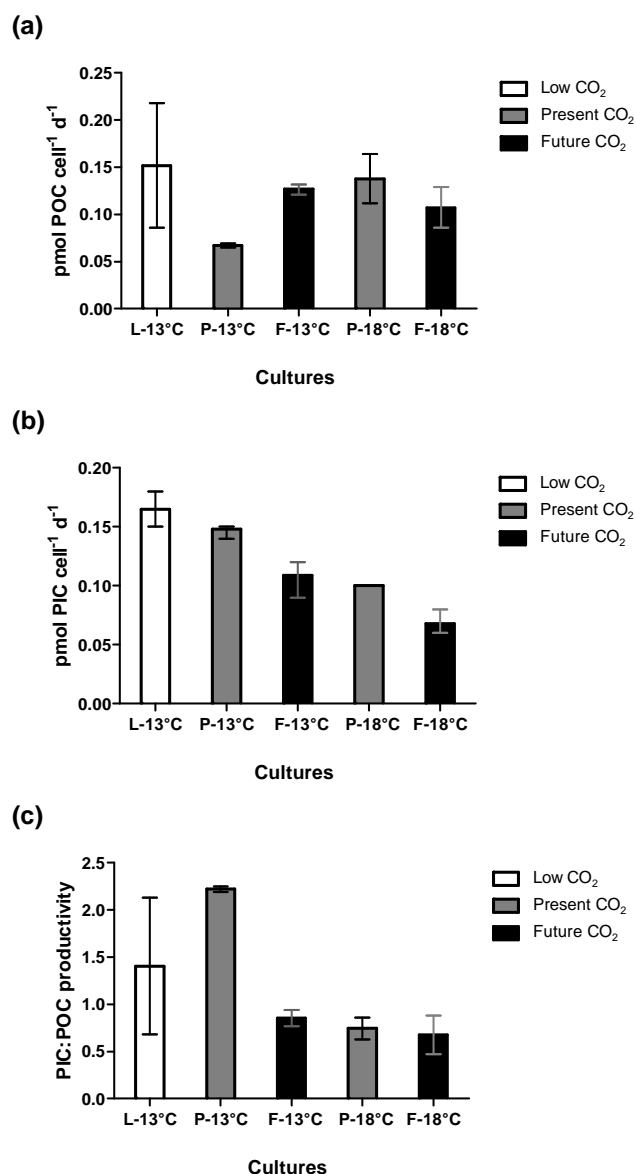 (a)
pmol POC cell⁻¹ d⁻¹
0.25
0.20
0.15
0.10
0.05
0.00
L-13°C P-13°C F-13°C P-18°C F-18°C
Cultures
Low CO₂
Present CO₂
Future CO₂
(b)
pmol PIC cell⁻¹ d⁻¹
0.20
0.15
0.10
0.05
0.00
L-13°C P-13°C F-13°C P-18°C F-18°C
Cultures
Low CO₂
Present CO₂
Future CO₂
(c)
PIC:POC productivity
2.5
2.0
1.5
1.0
0.5
0.0
L-13°C P-13°C F-13°C P-18°C F-18°C
Cultures
Low CO₂
Present CO₂
Future CO₂